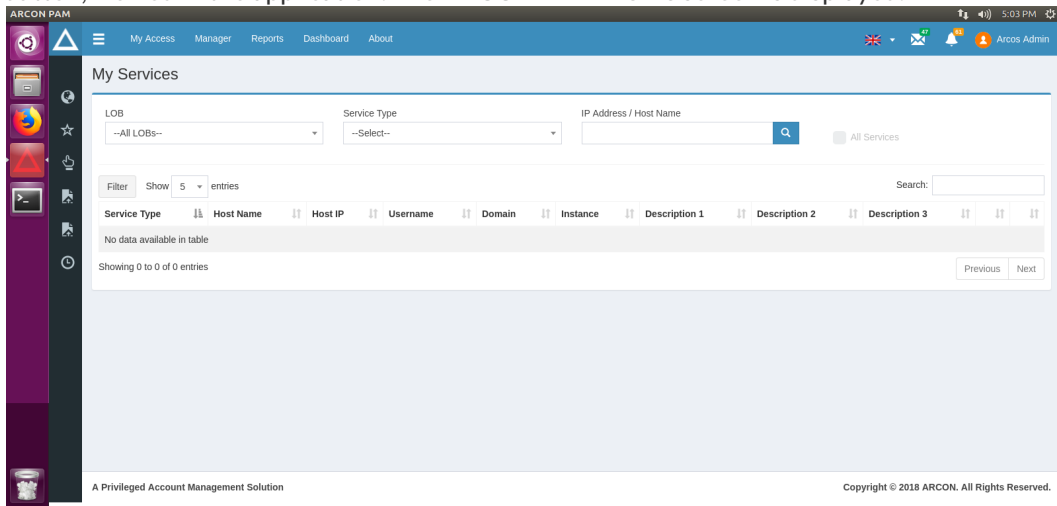 ARCON PAM 5:03 PM
My Access Manager Reports Dashboard About 47 81 Arcos Admin
My Services
LOB Service Type IP Address / Host Name
--All LOBs-- --Select-- All Services
Filter Show 5 entries Search:
Service Type Host Name Host IP Username Domain Instance Description 1 Description 2 Description 3
No data available in table
Showing 0 to 0 of 0 entries Previous Next
A Privileged Account Management Solution Copyright © 2018 ARCON. All Rights Reserved.